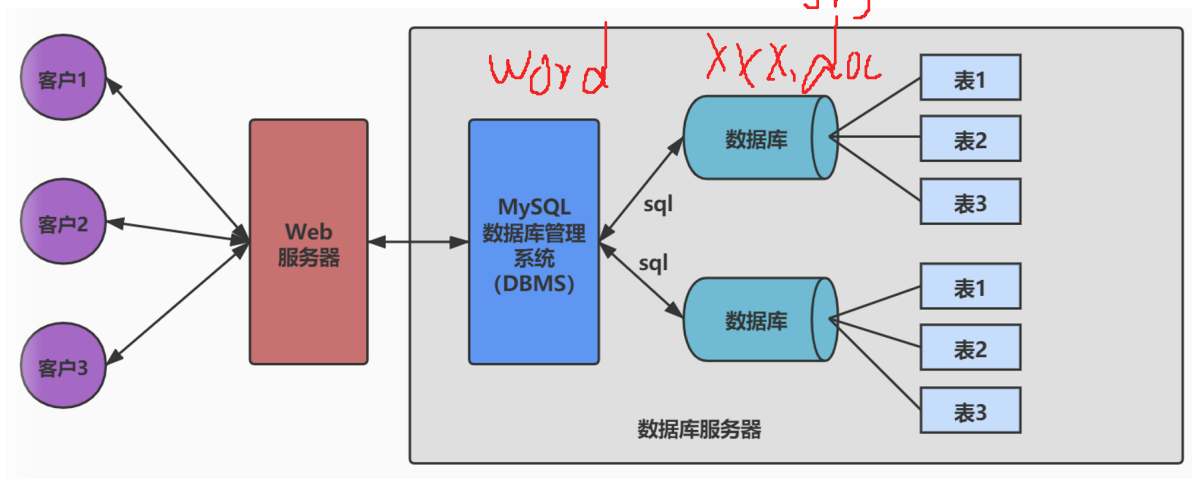 word
xxx.doc
客户1
客户2
客户3
Web
服务器
MySQL
数据库管理
系统
（DBMS）
sql
sql
数据库
表1
表2
表3
数据库
表1
表2
表3
数据库服务器